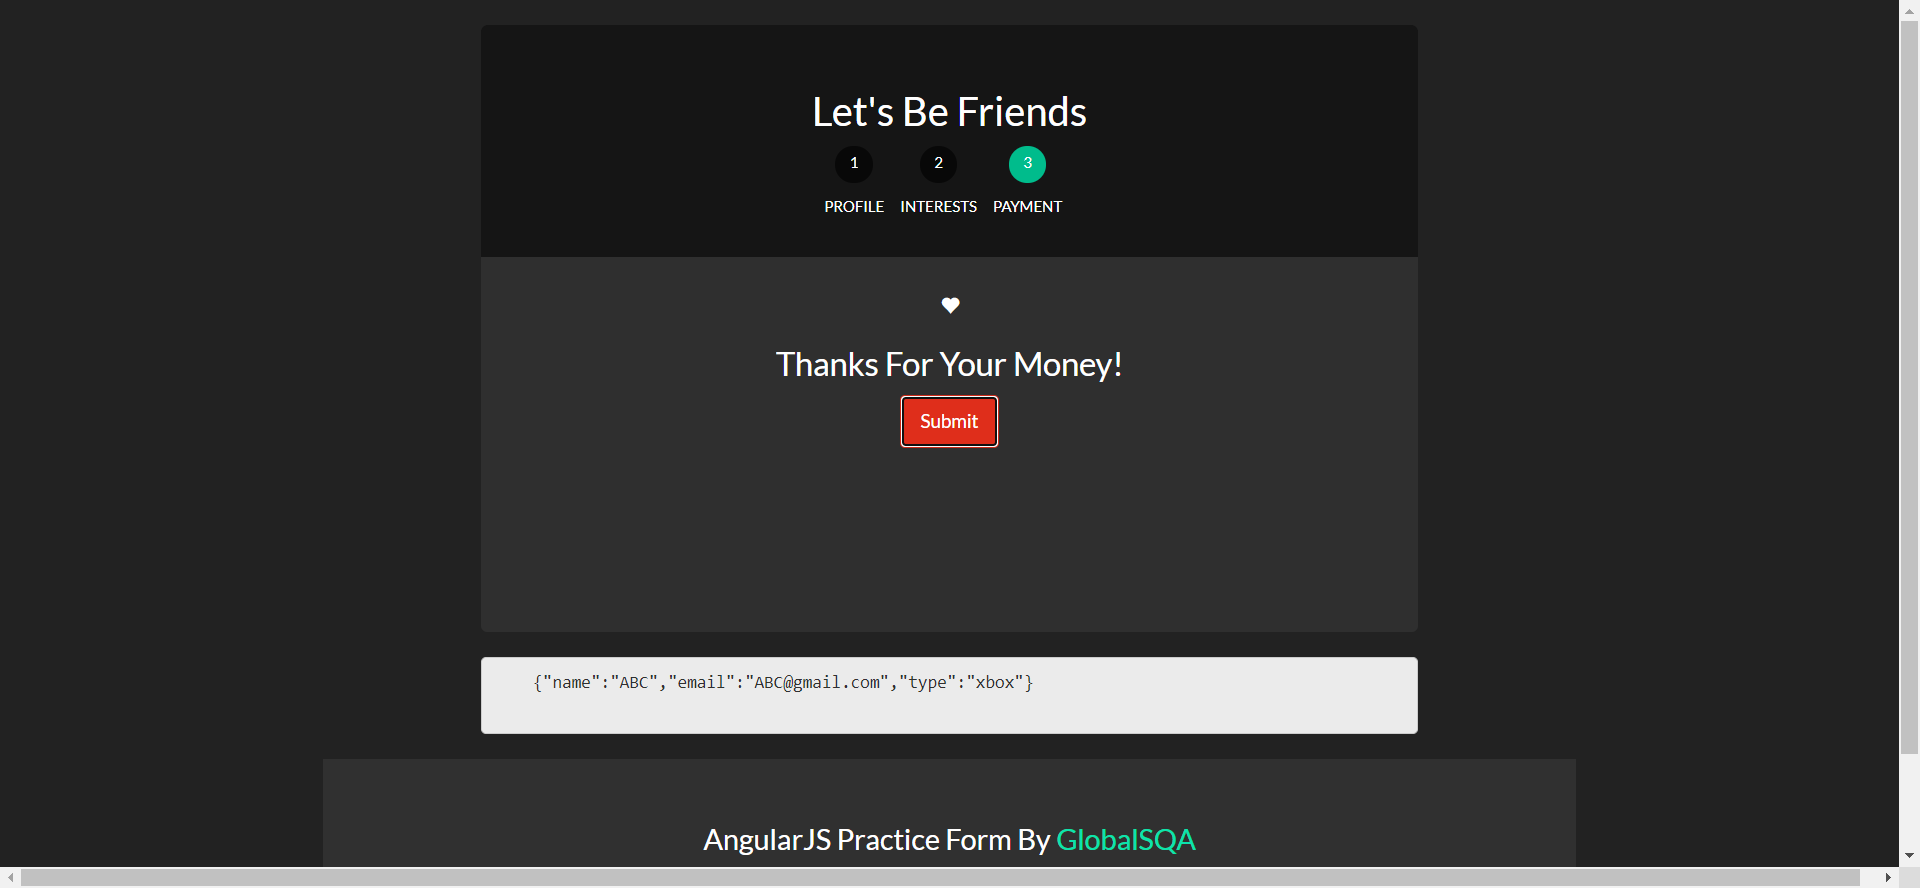 Let's Be Friends
1 2 3
PROFILE INTERESTS PAYMENT
Thanks For Your Money!
Submit
{"name":"ABC","email":"ABC@gmail.com","type":"xbox"}
AngularJS Practice Form By GlobalSQA